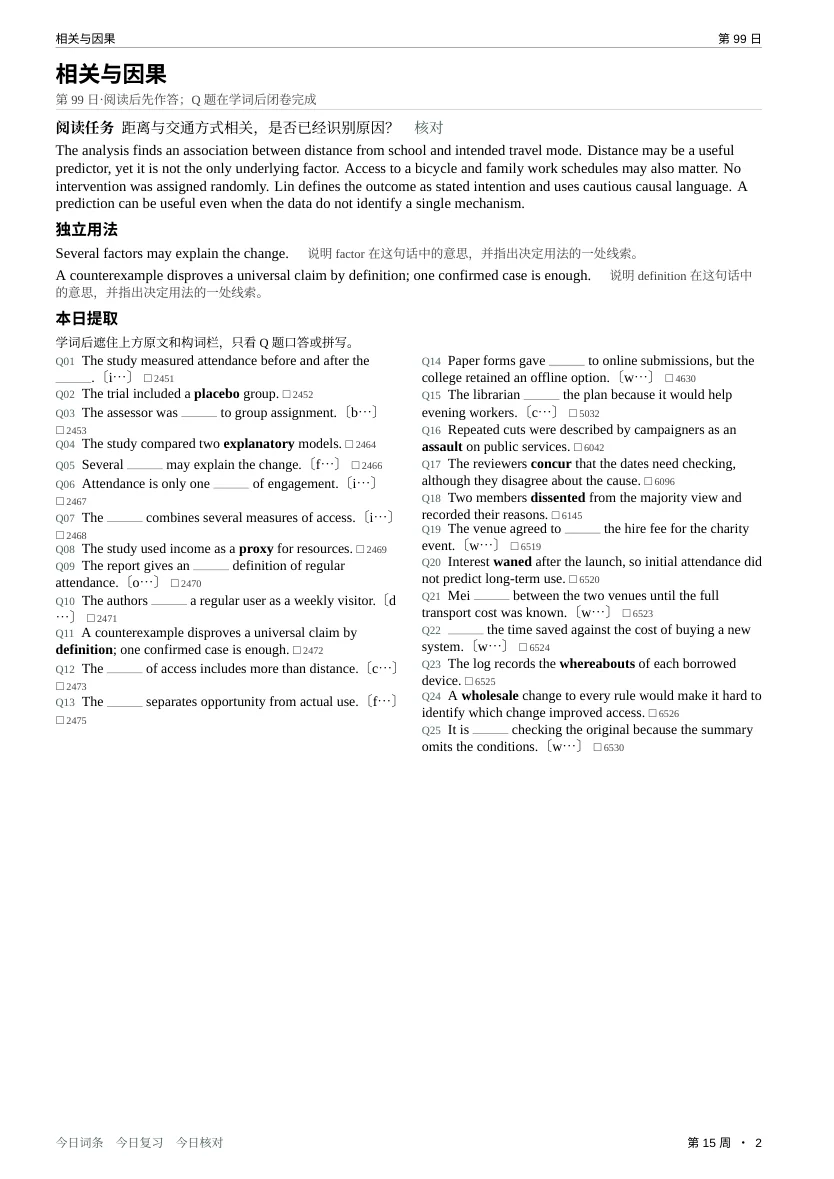 相关与因果
第 99 日
相关与因果
第 99 日·阅读后先作答；Q 题在学词后闭卷完成
阅读任务 距离与交通方式相关，是否已经识别原因？ 核对
The analysis finds an association between distance from school and intended travel mode. Distance may be a useful
predictor, yet it is not the only underlying factor. Access to a bicycle and family work schedules may also matter. No
intervention was assigned randomly. Lin defines the outcome as stated intention and uses cautious causal language. A
prediction can be useful even when the data do not identify a single mechanism.
独立用法
Several factors may explain the change. 说明 factor 在这句话中的意思，并指出决定用法的一处线索。
A counterexample disproves a universal claim by definition; one confirmed case is enough. 说明 definition 在这句话中
的意思，并指出决定用法的一处线索。
本日提取
学词后遮住上方原文和构词栏，只看 Q 题口答或拼写。
Q01 The study measured attendance before and after the
_____. 〔i···〕 □ 2451
Q02 The trial included a placebo group. □ 2452
Q03 The assessor was _____ to group assignment. 〔b···〕
□ 2453
Q04 The study compared two explanatory models. □ 2464
Q05 Several _____ may explain the change. 〔f···〕 □ 2466
Q06 Attendance is only one _____ of engagement. 〔i···〕
□ 2467
Q07 The _____ combines several measures of access. 〔i···〕
□ 2468
Q08 The study used income as a proxy for resources. □ 2469
Q09 The report gives an _____ definition of regular
attendance. 〔o···〕 □ 2470
Q10 The authors _____ a regular user as a weekly visitor. 〔d
···〕 □ 2471
Q11 A counterexample disproves a universal claim by
definition; one confirmed case is enough. □ 2472
Q12 The _____ of access includes more than distance. 〔c···〕
□ 2473
Q13 The _____ separates opportunity from actual use. 〔f···〕
□ 2475
Q14 Paper forms gave _____ to online submissions, but the
college retained an offline option. 〔w···〕 □ 4630
Q15 The librarian _____ the plan because it would help
evening workers. 〔c···〕 □ 5032
Q16 Repeated cuts were described by campaigners as an
assault on public services. □ 6042
Q17 The reviewers concur that the dates need checking,
although they disagree about the cause. □ 6096
Q18 Two members dissented from the majority view and
recorded their reasons. □ 6145
Q19 The venue agreed to _____ the hire fee for the charity
event. 〔w···〕 □ 6519
Q20 Interest waned after the launch, so initial attendance did
not predict long-term use. □ 6520
Q21 Mei _____ between the two venues until the full
transport cost was known. 〔w···〕 □ 6523
Q22 _____ the time saved against the cost of buying a new
system. 〔w···〕 □ 6524
Q23 The log records the whereabouts of each borrowed
device. □ 6525
Q24 A wholesale change to every rule would make it hard to
identify which change improved access. □ 6526
Q25 It is _____ checking the original because the summary
omits the conditions. 〔w···〕 □ 6530
今日词条 今日复习 今日核对
第 15 周 · 2